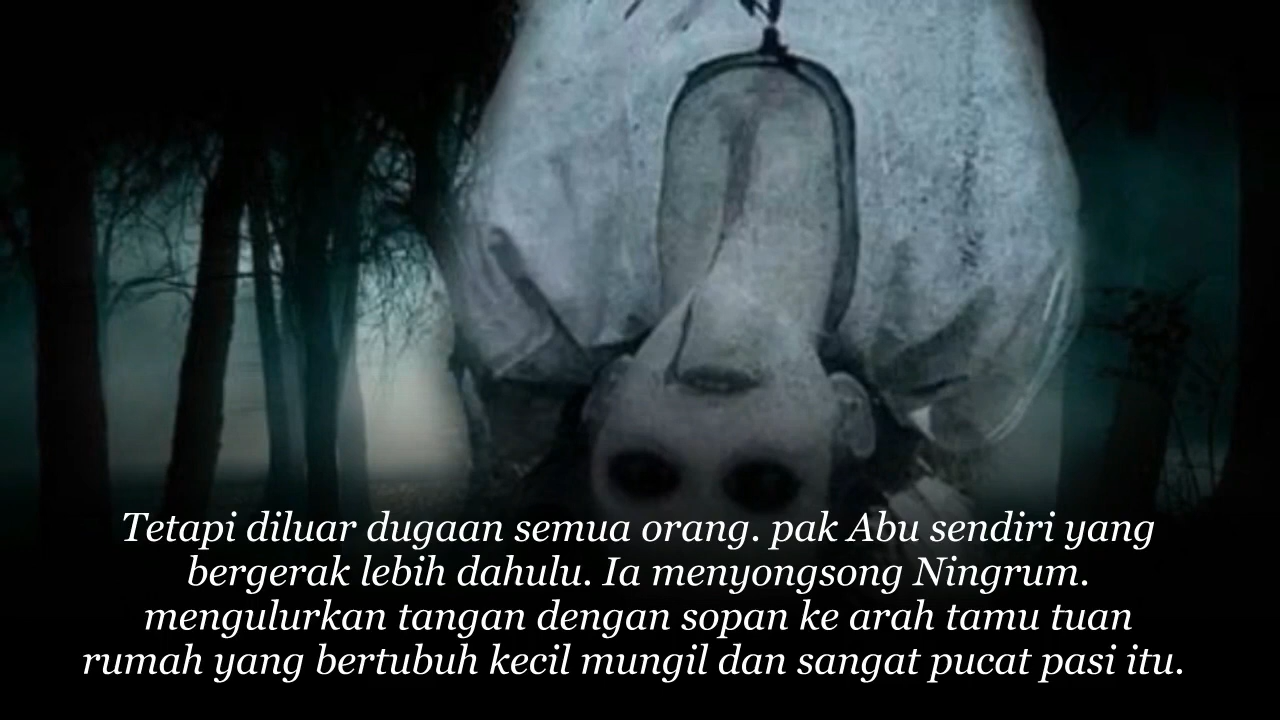 Tetapi diluar dugaan semua orang. pak Abu sendiri yang
bergerak lebih dahulu. Ia menyongsong Ningrum.
mengulurkan tangan dengan sopan ke arah tamu tuan
rumah yang bertubuh kecil mungil dan sangat pucat pasi itu.